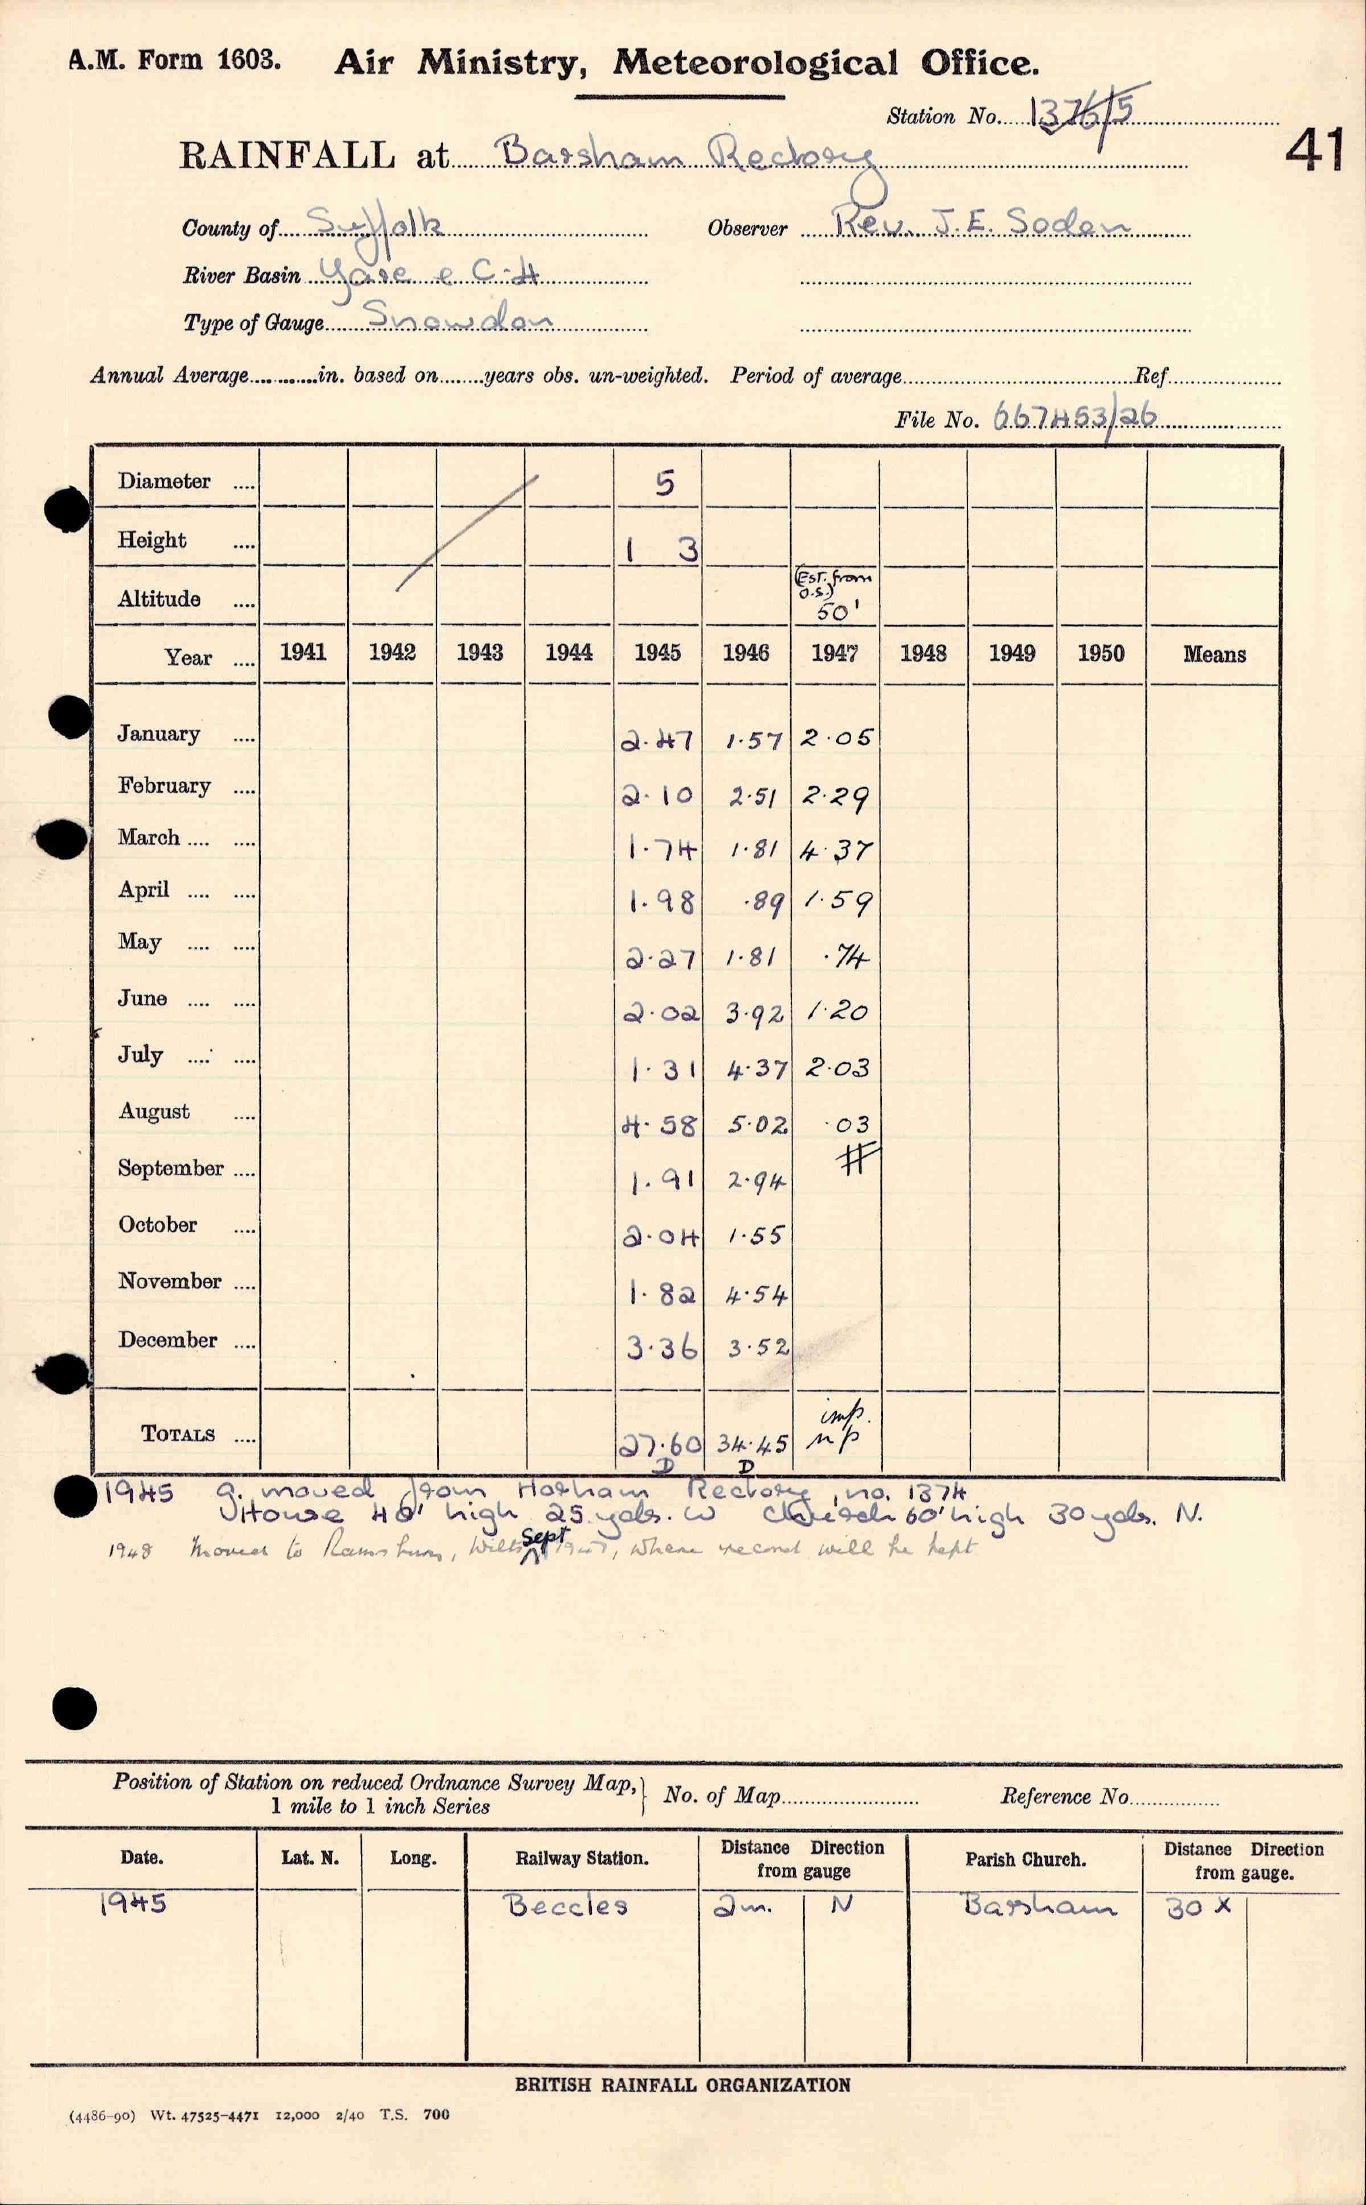 A.M. Form 1603. Air Ministry, Meteorological Office.
Station No. 1376/5
41
RAINFALL at Barsham Rectory
County of Suffolk Observer Rev. J. E. Soden
River Basin Yare e C-H
Type of Gauge Snowdon
Annual Average in. based on years obs. un-weighted. Period of average Ref.
File No. 667453/26
Diameter 5
Height 1 3
Altitude (Est. from O.S.) 50'
Year 1941 1942 1943 1944 1945 1946 1947 1948 1949 1950 Means
January 2.47 1.57 2.05
February 2.10 2.51 2.29
March 1.74 1.81 4.37
April 1.98 .89 1.59
May 2.27 1.81 .74
June 2.02 3.92 1.20
July 1.31 4.37 2.03
August 4.58 5.02 .03
September 1.91 2.94 #
October 2.04 1.55
November 1.82 4.54
December 3.36 3.52
imp.
TOTALS 27.60 34.45 n/p
D D
1945 g. moved from Horham Rectory, no. 1374
House 40' high 25 yds. W Church 60' high 30 yds. N.
1948 Moved to Ramsbury, Wilts Sept 1947, where record will be kept
Position of Station on reduced Ordnance Survey Map, 1 mile to 1 inch Series } No. of Map Reference No.
Date. Lat. N. Long. Railway Station. Distance Direction from gauge Parish Church. Distance Direction from gauge.
1945 Beccles 2m. N Barsham 30 x
BRITISH RAINFALL ORGANIZATION
(4486-90) Wt. 47525-4471 12,000 2/40 T.S. 700